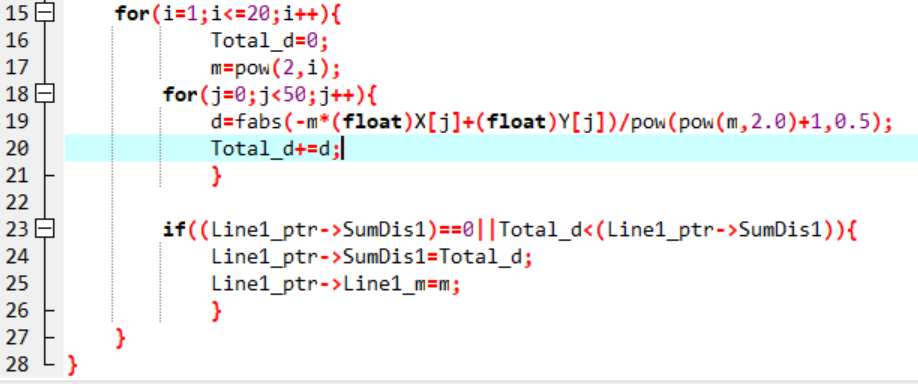 15 for(i=1;i<=20;i++){
16 Total_d=0;
17 m=pow(2,i);
18 for(j=0;j<50;j++){
19 d=fabs(-m*(float)X[j]+(float)Y[j])/pow(pow(m,2.0)+1,0.5);
20 Total_d+=d;
21 }
22
23 if((Line1_ptr->SumDis1)==0||Total_d<(Line1_ptr->SumDis1)){
24 Line1_ptr->SumDis1=Total_d;
25 Line1_ptr->Line1_m=m;
26 }
27 }
28 }